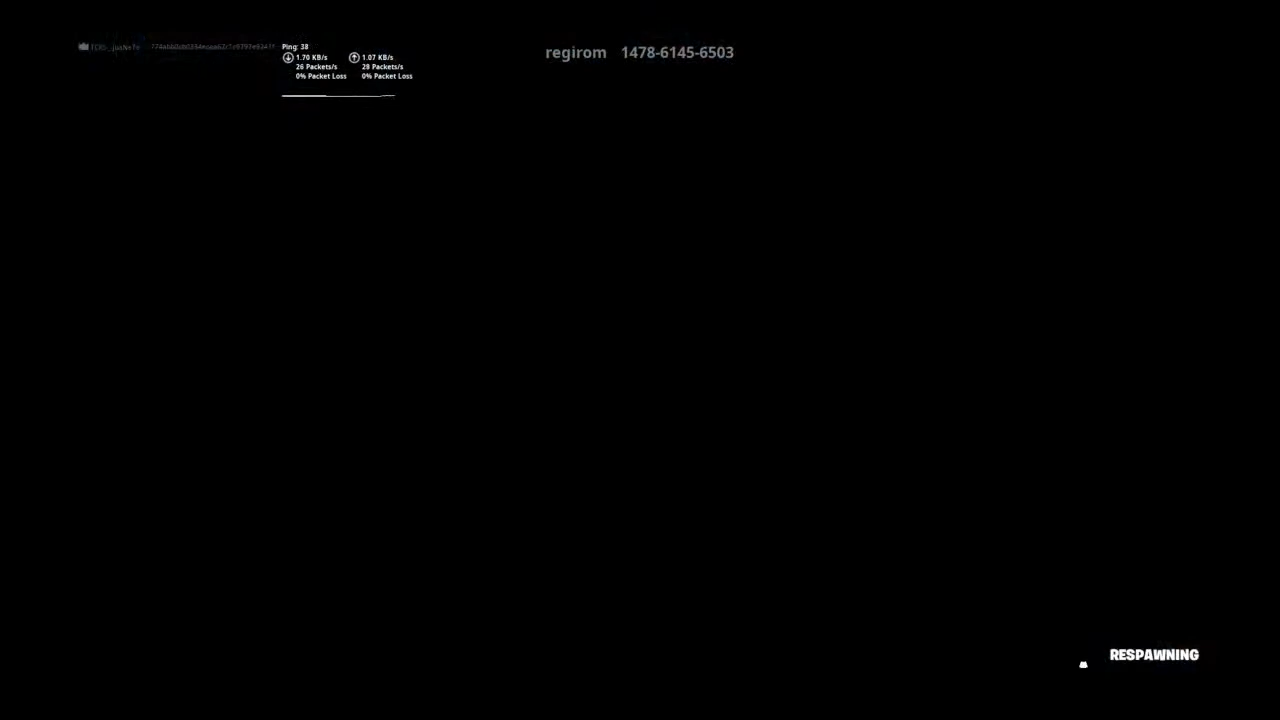 Ping: 38
1.70 KB/s 1.07 KB/s
26 Packets/s 28 Packets/s
0% Packet Loss 0% Packet Loss
regirom 1478-6145-6503
RESPAWNING